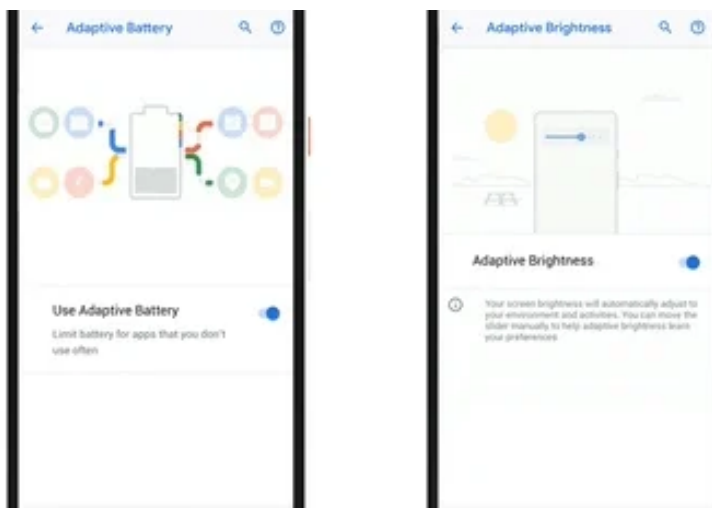 Adaptive Battery
Use Adaptive Battery
Limit battery for apps that you don't
use often
Adaptive Brightness
Adaptive Brightness
Your screen brightness will automatically adjust to
your environment and activities. You can move the
slider manually to help adaptive brightness learn
your preferences